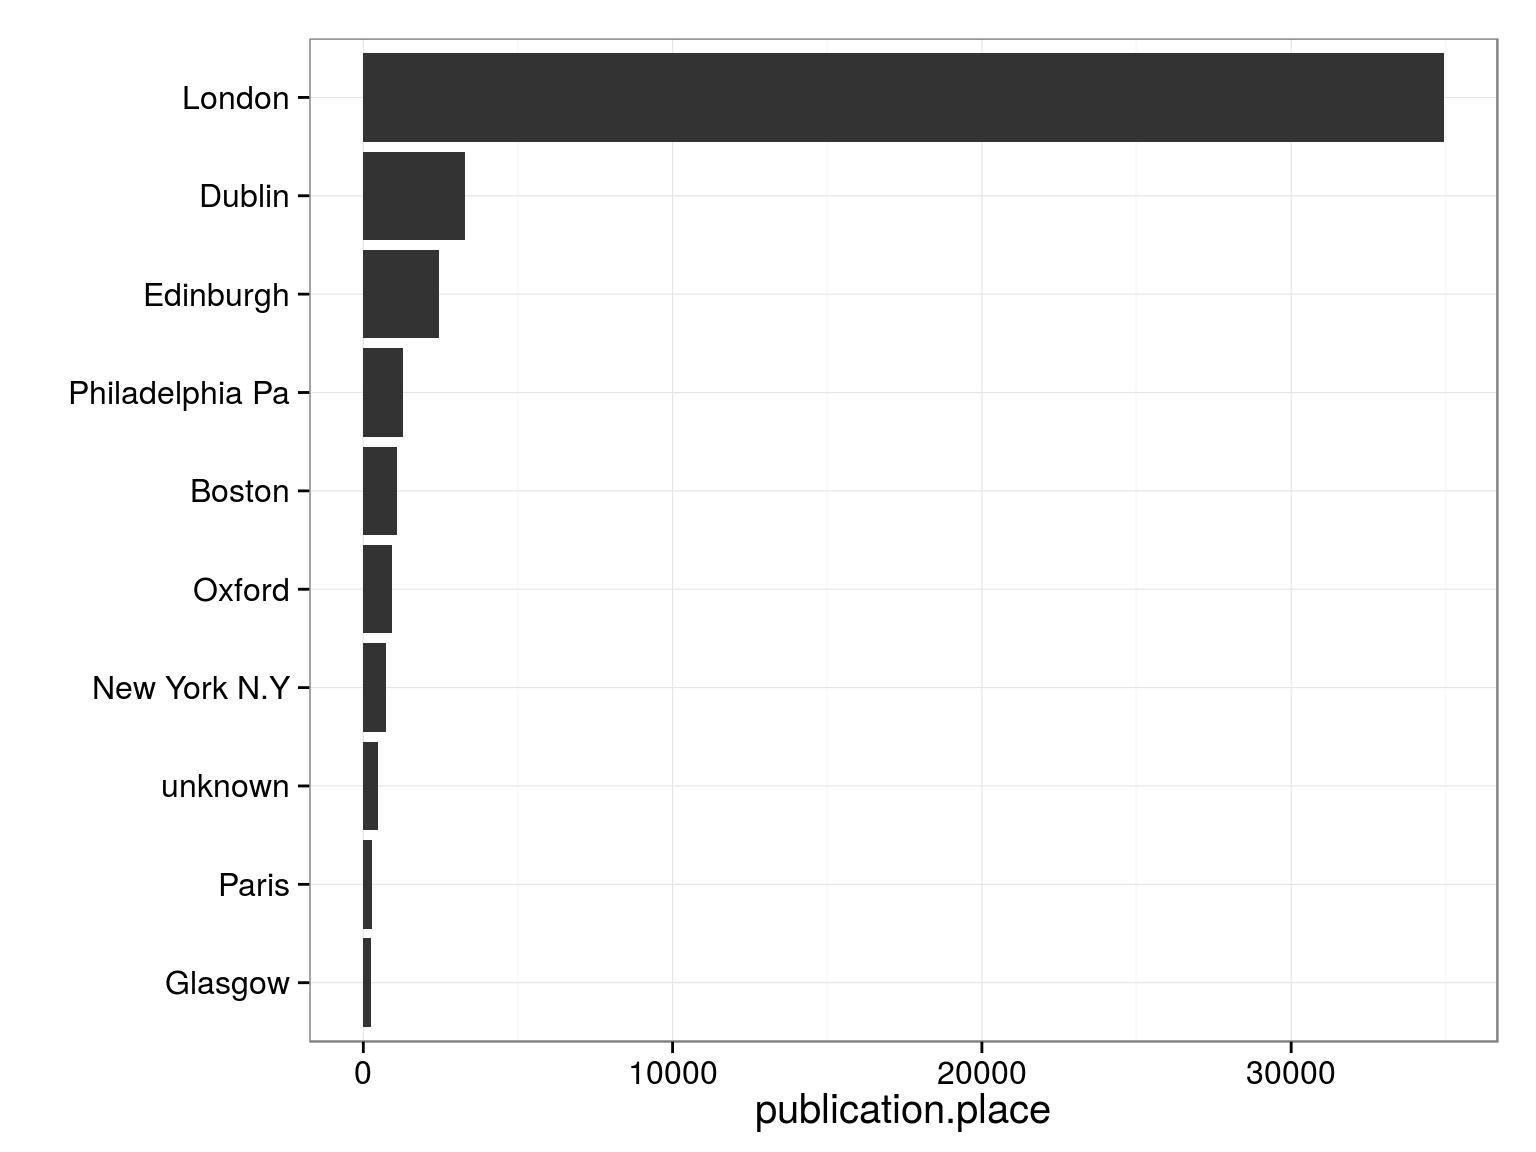 London
Dublin
Edinburgh
Philadelphia Pa
Boston
Oxford
New York N.Y
unknown
Paris
Glasgow
0 10000 20000 30000
publication.place